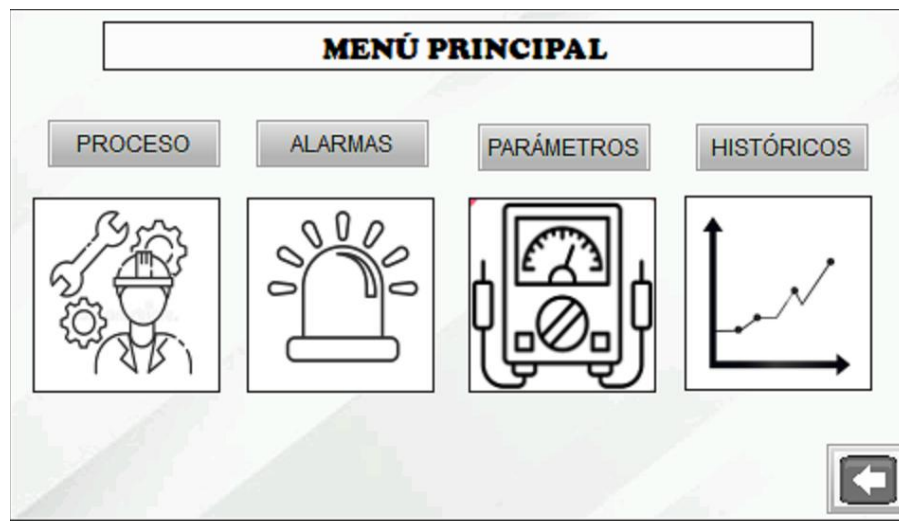 MENÚ PRINCIPAL
PROCESO
ALARMAS
PARÁMETROS
HISTÓRICOS